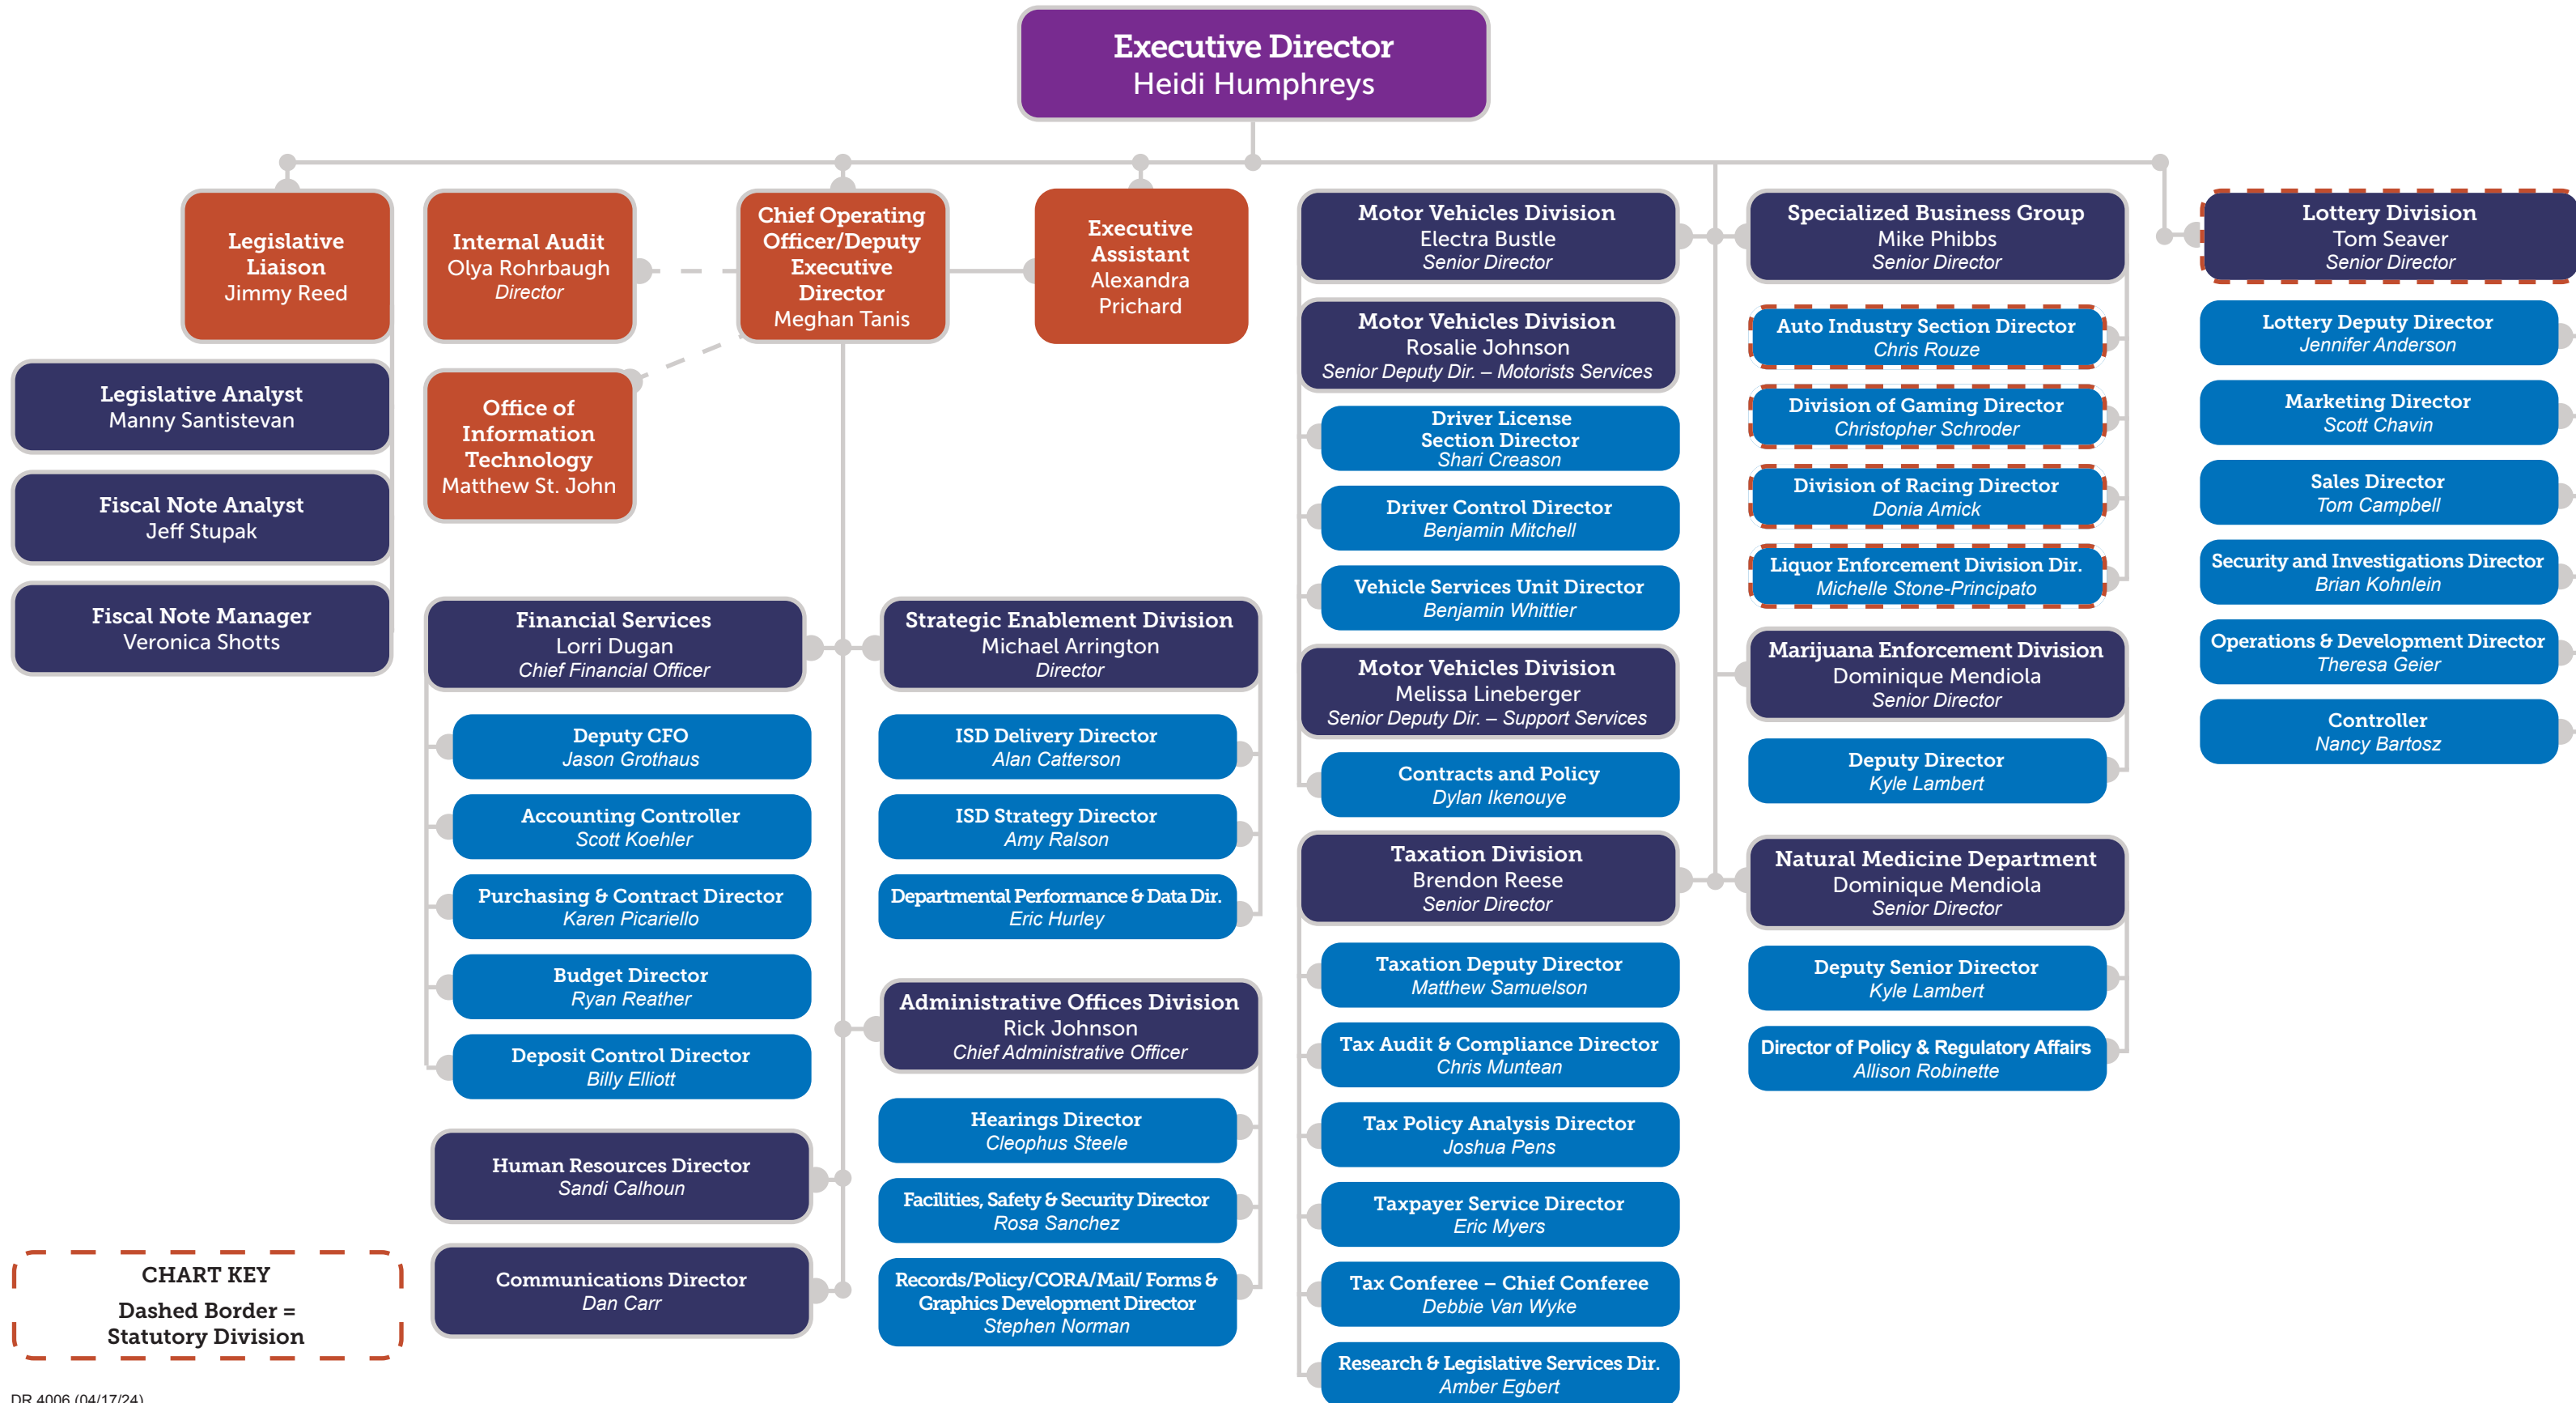 Executive Director
Heidi Humphreys
Legislative
Liaison
Jimmy Reed
Legislative Analyst
Manny Santistevan
Fiscal Note Analyst
Jeff Stupak
Fiscal Note Manager
Veronica Shotts
Internal Audit
Olya Rohrbaugh
Director
Office of
Information
Technology
Matthew St. John
Chief Operating
Officer/Deputy
Executive
Director
Meghan Tanis
Executive
Assistant
Alexandra
Prichard
Financial Services
Lorri Dugan
Chief Financial Officer
Deputy CFO
Jason Grothaus
Accounting Controller
Scott Koehler
Purchasing & Contract Director
Karen Picariello
Budget Director
Ryan Reather
Deposit Control Director
Billy Elliott
Human Resources Director
Sandi Calhoun
Communications Director
Dan Carr
Strategic Enablement Division
Michael Arrington
Director
ISD Delivery Director
Alan Catterson
ISD Strategy Director
Amy Ralson
Departmental Performance & Data Dir.
Eric Hurley
Administrative Offices Division
Rick Johnson
Chief Administrative Officer
Hearings Director
Cleophus Steele
Facilities, Safety & Security Director
Rosa Sanchez
Records/Policy/CORA/Mail/ Forms &
Graphics Development Director
Stephen Norman
Motor Vehicles Division
Electra Bustle
Senior Director
Motor Vehicles Division
Rosalie Johnson
Senior Deputy Dir. – Motorists Services
Driver License
Section Director
Shari Creason
Driver Control Director
Benjamin Mitchell
Vehicle Services Unit Director
Benjamin Whittier
Motor Vehicles Division
Melissa Lineberger
Senior Deputy Dir. – Support Services
Contracts and Policy
Dylan Ikenouye
Taxation Division
Brendon Reese
Senior Director
Taxation Deputy Director
Matthew Samuelson
Tax Audit & Compliance Director
Chris Muntean
Tax Policy Analysis Director
Joshua Pens
Taxpayer Service Director
Eric Myers
Tax Conferee – Chief Conferee
Debbie Van Wyke
Research & Legislative Services Dir.
Amber Egbert
Specialized Business Group
Mike Phibbs
Senior Director
Auto Industry Section Director
Chris Rouze
Division of Gaming Director
Christopher Schroder
Division of Racing Director
Donia Amick
Liquor Enforcement Division Dir.
Michelle Stone-Principato
Marijuana Enforcement Division
Dominique Mendiola
Senior Director
Deputy Director
Kyle Lambert
Natural Medicine Department
Dominique Mendiola
Senior Director
Deputy Senior Director
Kyle Lambert
Director of Policy & Regulatory Affairs
Allison Robinette
Lottery Division
Tom Seaver
Senior Director
Lottery Deputy Director
Jennifer Anderson
Marketing Director
Scott Chavin
Sales Director
Tom Campbell
Security and Investigations Director
Brian Kohnlein
Operations & Development Director
Theresa Geier
Controller
Nancy Bartosz
CHART KEY
Dashed Border =
Statutory Division
DR 4006 (04/17/24)